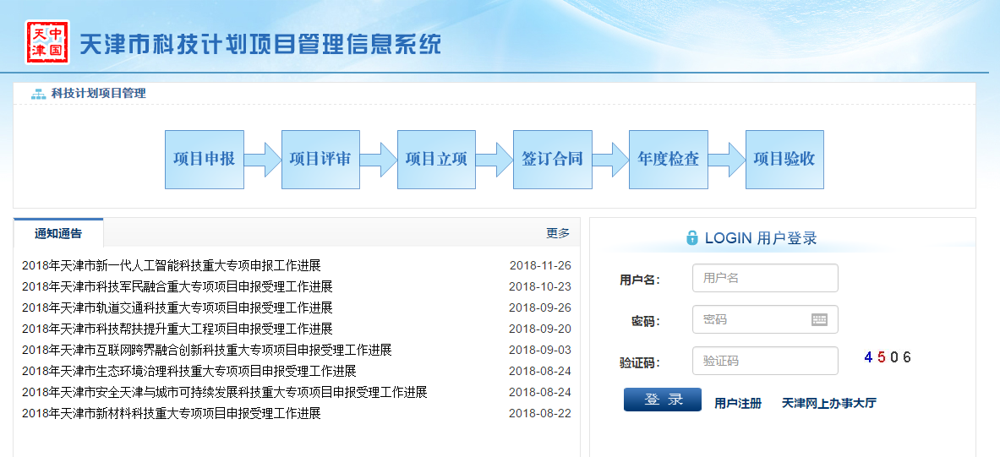 天中
津国
天津市科技计划项目管理信息系统
科技计划项目管理
项目申报 项目评审 项目立项 签订合同 年度检查 项目验收
通知通告 更多
2018年天津市新一代人工智能科技重大专项申报工作进展 2018-11-26
2018年天津市科技军民融合重大专项项目申报受理工作进展 2018-10-23
2018年天津市轨道交通科技重大专项项目申报受理工作进展 2018-09-26
2018年天津市科技帮扶提升重大工程项目申报受理工作进展 2018-09-20
2018年天津市互联网跨界融合创新科技重大专项项目申报受理工作进展 2018-09-03
2018年天津市生态环境治理科技重大专项项目申报受理工作进展 2018-08-24
2018年天津市安全天津与城市可持续发展科技重大专项项目申报受理工作进展 2018-08-24
2018年天津市新材料科技重大专项项目申报受理工作进展 2018-08-22
LOGIN 用户登录
用户名： 用户名
密码： 密码
验证码： 验证码 4506
登 录 用户注册 天津网上办事大厅